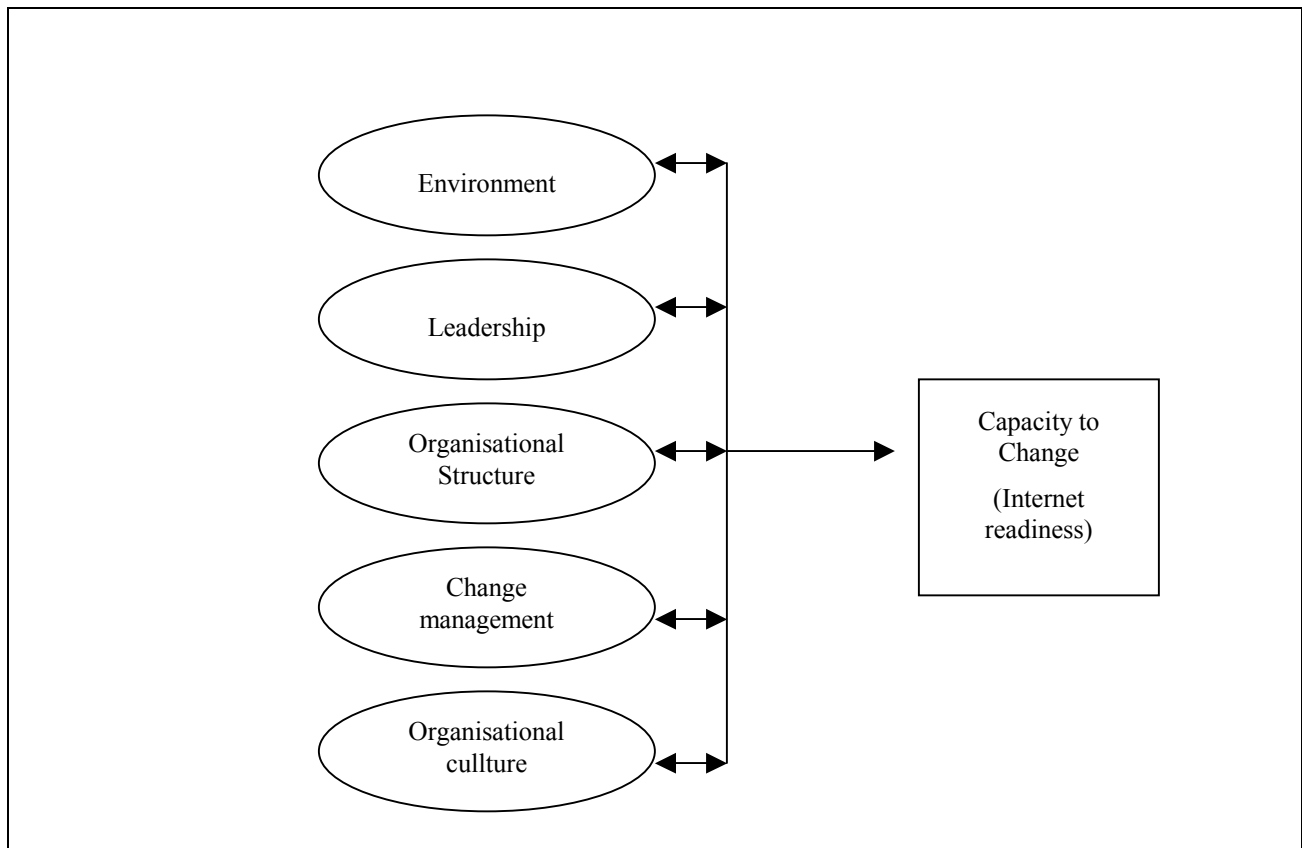 Environment
Leadership
Organisational
Structure
Change
management
Organisational
cullture
Capacity to
Change
(Internet
readiness)